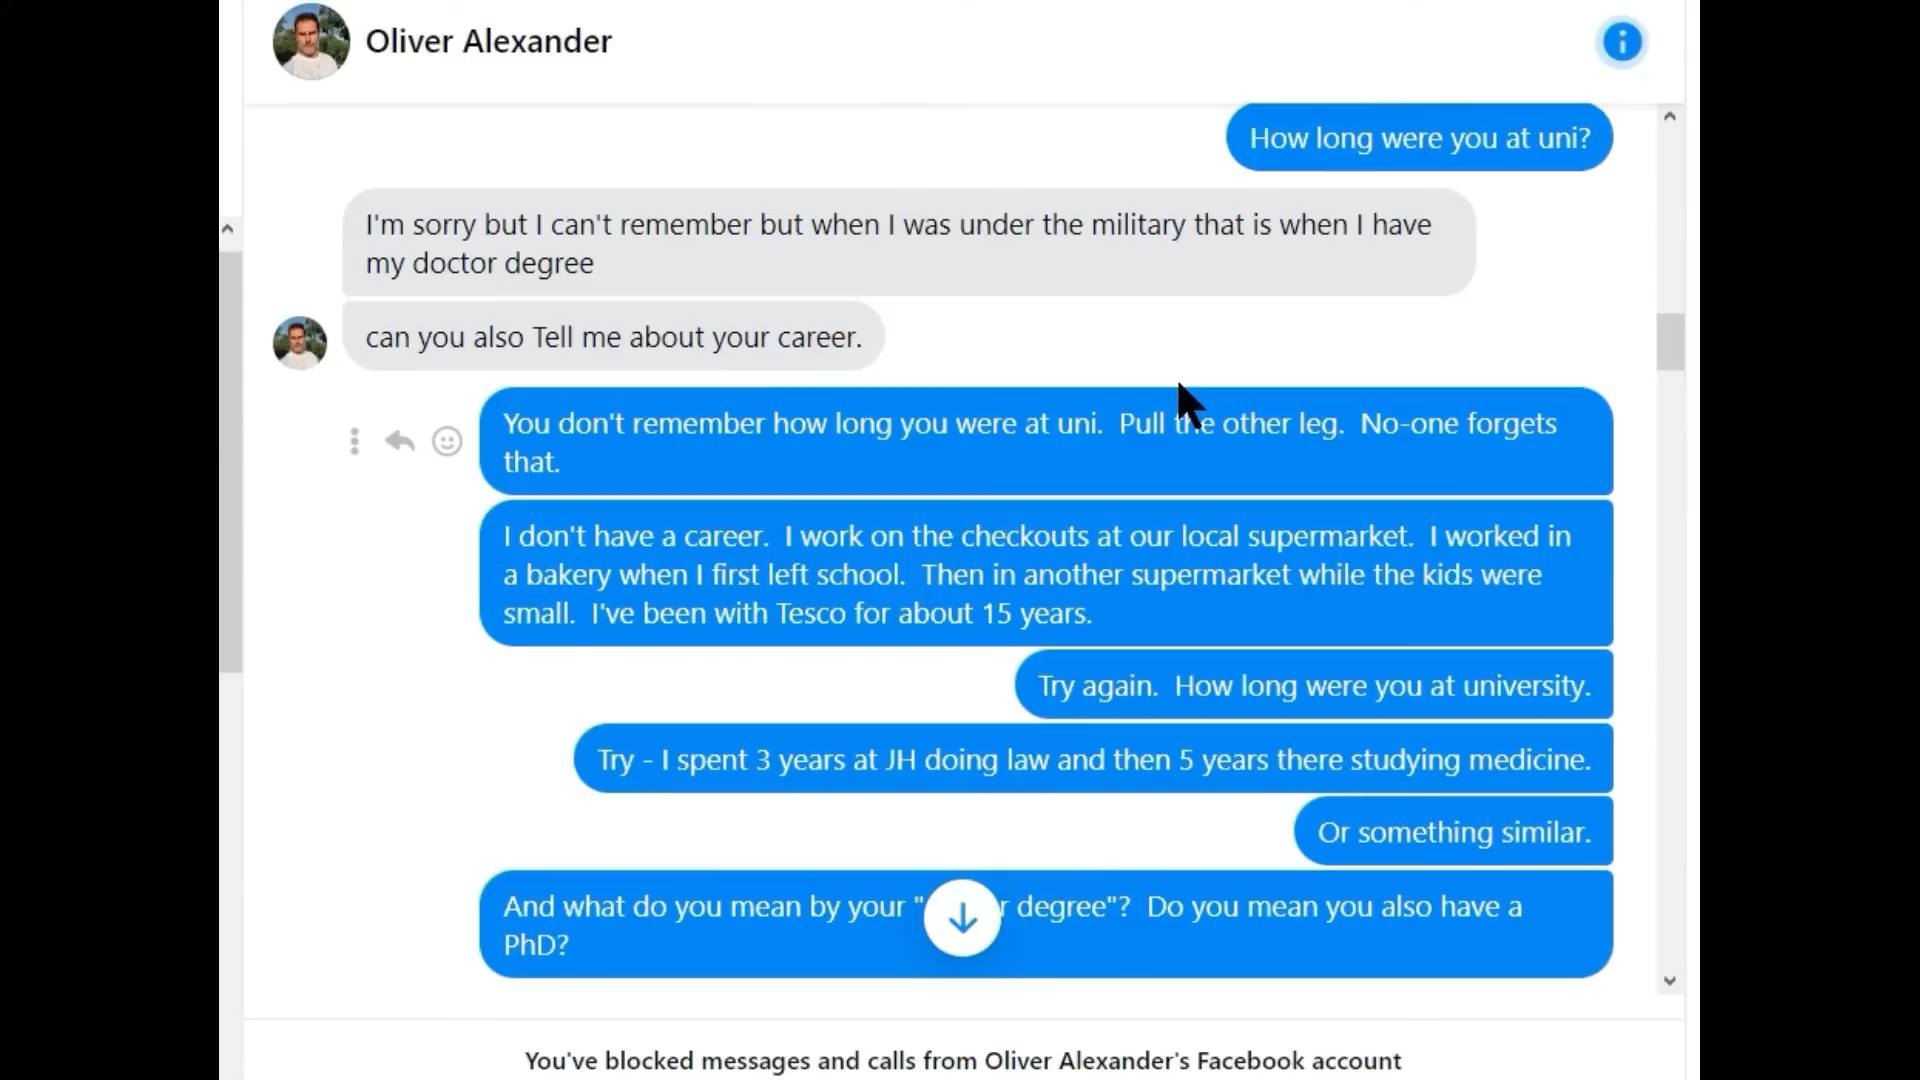 Oliver Alexander
How long were you at uni?
I'm sorry but I can't remember but when I was under the military that is when I have
my doctor degree
can you also Tell me about your career.
You don't remember how long you were at uni.  Pull the other leg.  No-one forgets
that.
I don't have a career.  I work on the checkouts at our local supermarket.  I worked in
a bakery when I first left school.  Then in another supermarket while the kids were
small.  I've been with Tesco for about 15 years.
Try again.  How long were you at university.
Try - I spent 3 years at JH doing law and then 5 years there studying medicine.
Or something similar.
And what do you mean by your " r degree"?  Do you mean you also have a
PhD?
You've blocked messages and calls from Oliver Alexander's Facebook account